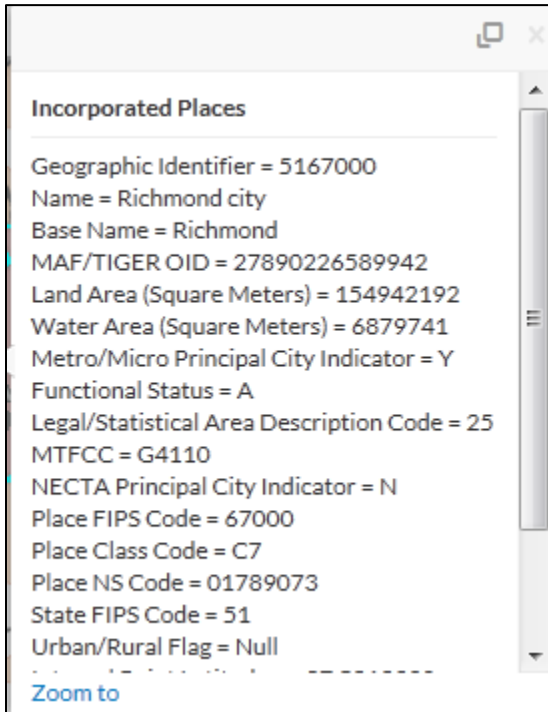 Incorporated Places
Geographic Identifier = 5167000
Name = Richmond city
Base Name = Richmond
MAF/TIGER OID = 27890226589942
Land Area (Square Meters) = 154942192
Water Area (Square Meters) = 6879741
Metro/Micro Principal City Indicator = Y
Functional Status = A
Legal/Statistical Area Description Code = 25
MTFCC = G4110
NECTA Principal City Indicator = N
Place FIPS Code = 67000
Place Class Code = C7
Place NS Code = 01789073
State FIPS Code = 51
Urban/Rural Flag = Null
Zoom to